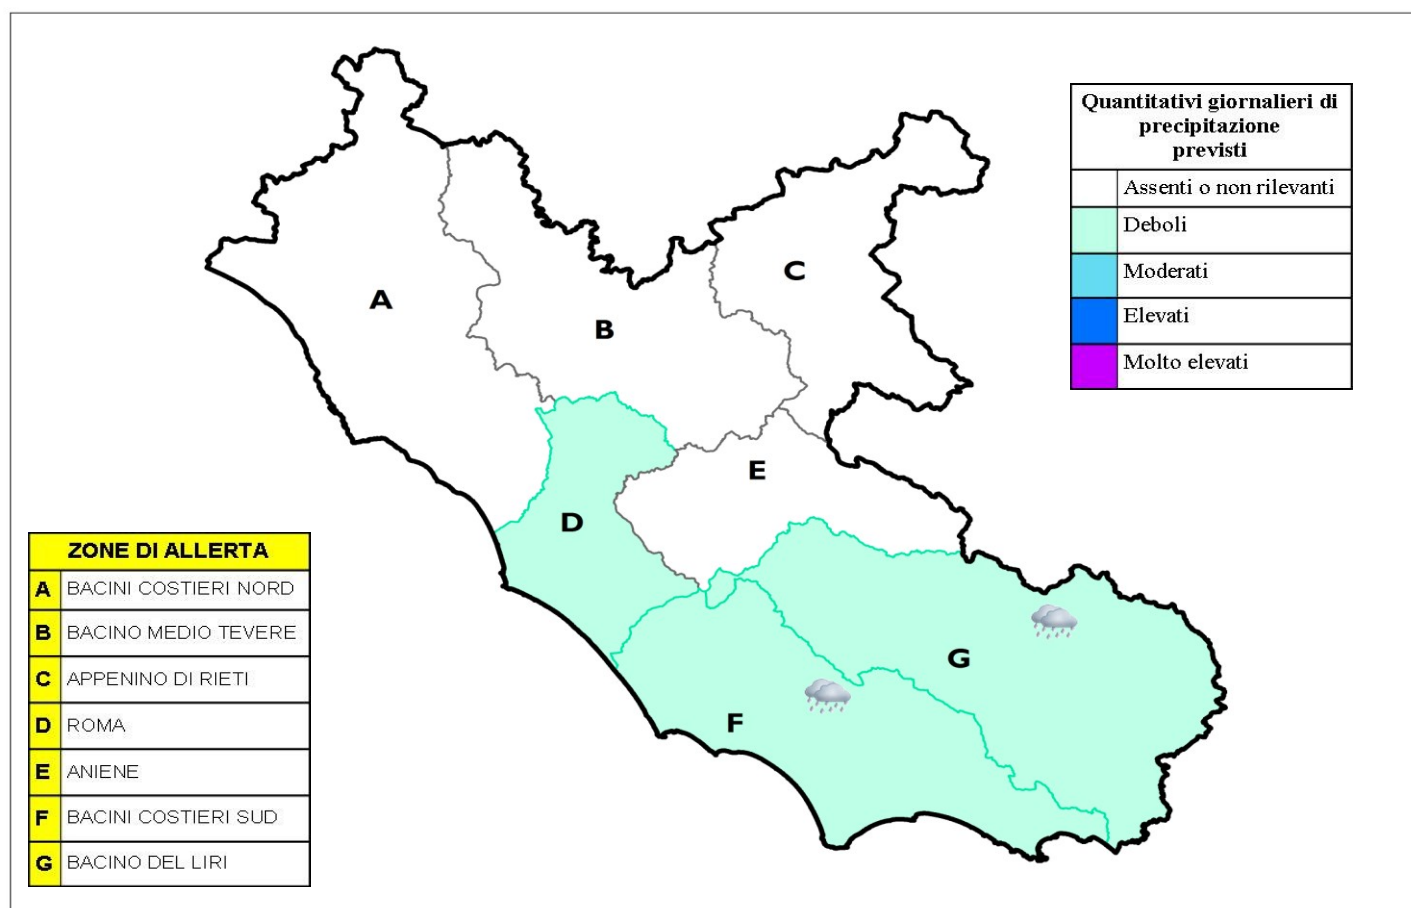 Quantitativi giornalieri di
precipitazione
previsti
Assenti o non rilevanti
Deboli
Moderati
Elevati
Molto elevati
A
B
C
D
E
F
G
ZONE DI ALLERTA
A BACINI COSTIERI NORD
B BACINO MEDIO TEVERE
C APPENINO DI RIETI
D ROMA
E ANIENE
F BACINI COSTIERI SUD
G BACINO DEL LIRI